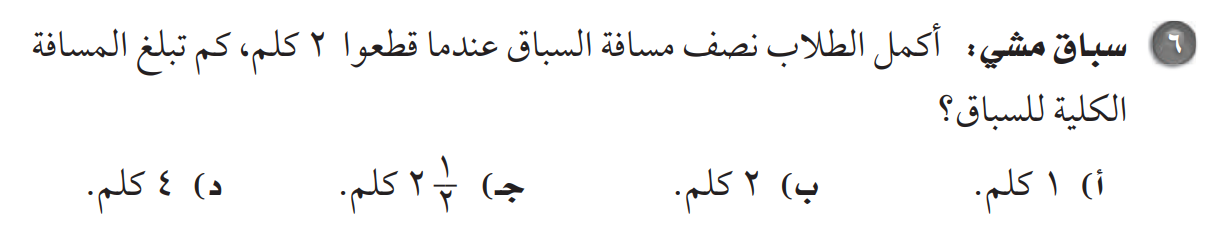 ٦ سباق مشي: أكمل الطلاب نصف مسافة السباق عندما قطعوا ٢ كلم، كم تبلغ المسافة
الكلية للسباق؟
أ) ١ كلم. ب) ٢ كلم. جـ) ٢ ١/٢ كلم. د) ٤ كلم.